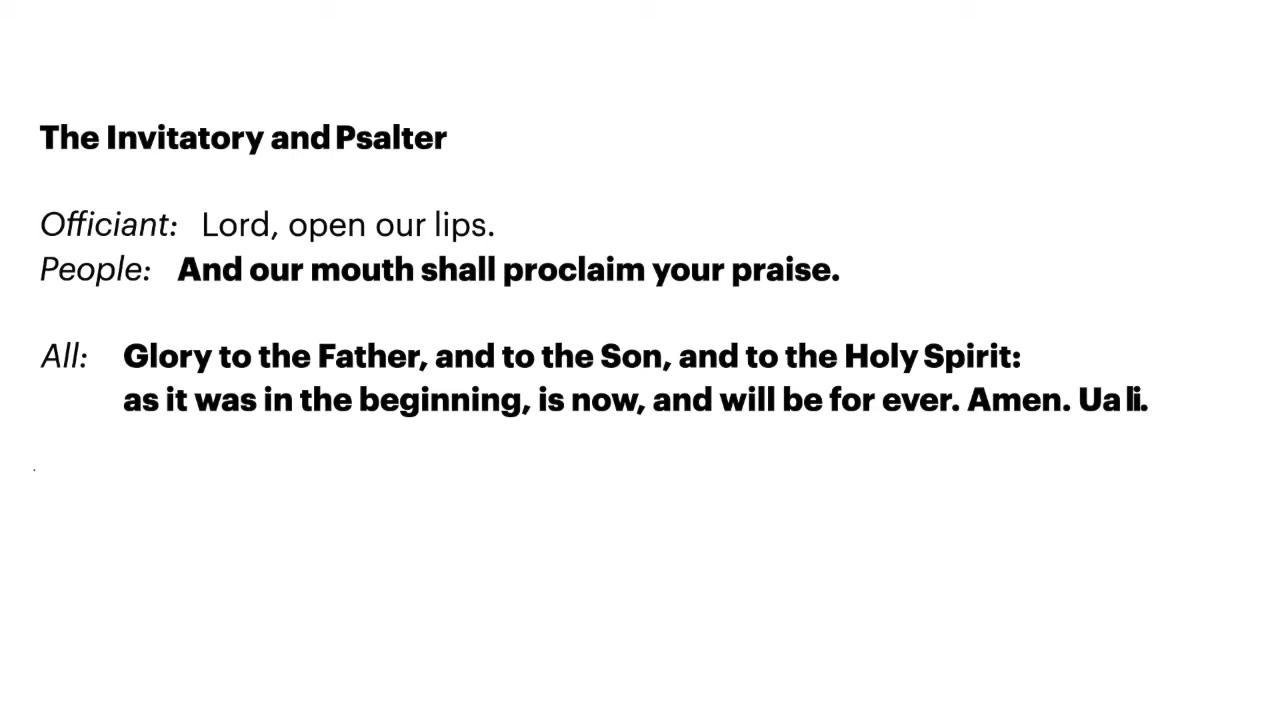 The Invitatory and Psalter
Officiant: Lord, open our lips.
People: And our mouth shall proclaim your praise.
All: Glory to the Father, and to the Son, and to the Holy Spirit:
as it was in the beginning, is now, and will be for ever. Amen. Ua li.